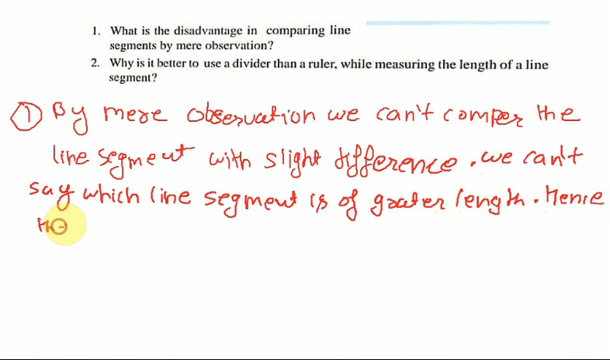 1. What is the disadvantage in comparing line
segments by mere observation?
2. Why is it better to use a divider than a ruler, while measuring the length of a line
segment?
① By mere observation we can't comper the
line segment with slight difference. we can't
say which line segment is of grater length. Hence